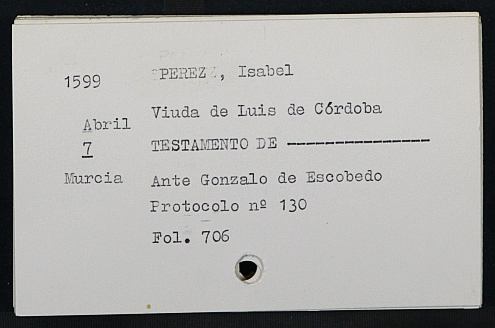 1599 PEREZ, Isabel
Viuda de Luis de Córdoba
Abril
7 TESTAMENTO DE ---------------
Murcia Ante Gonzalo de Escobedo
Protocolo nº 130
Fol. 706